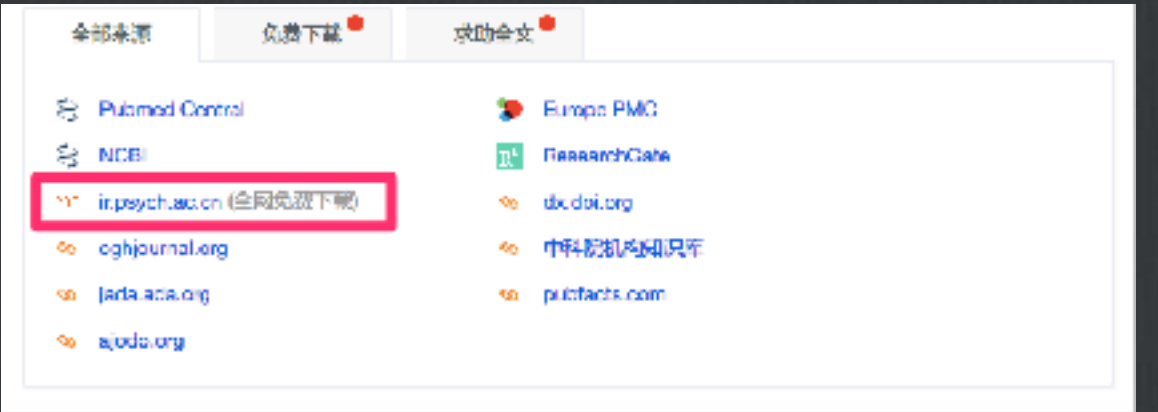 全部来源 免费下载 求助全文
Pubmed Central Europe PMC
NCBI ResearchGate
ir.psych.ac.cn (全网免费下载) dx.doi.org
cghjournal.org 中科院机构知识库
jada.ada.org pubfacts.com
ajodo.org